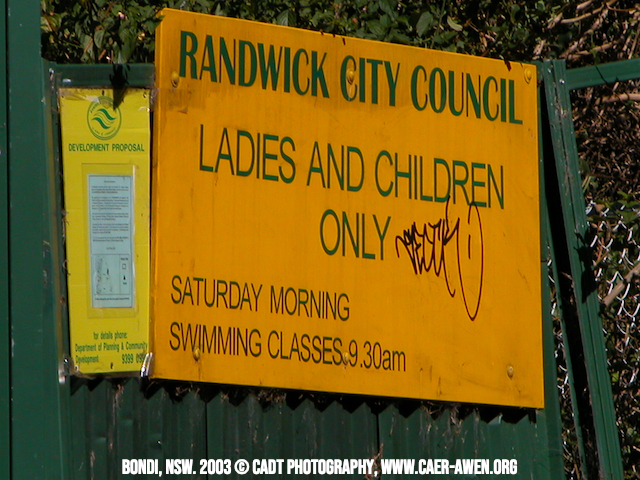 RANDWICK CITY COUNCIL
LADIES AND CHILDREN
ONLY
SATURDAY MORNING
SWIMMING CLASSES 9.30am
DEVELOPMENT PROPOSAL
for details phone:
Department of Planning & Community
Development. 9399
BONDI, NSW. 2003 © CADT PHOTOGRAPHY, WWW.CAER-AWEN.ORG